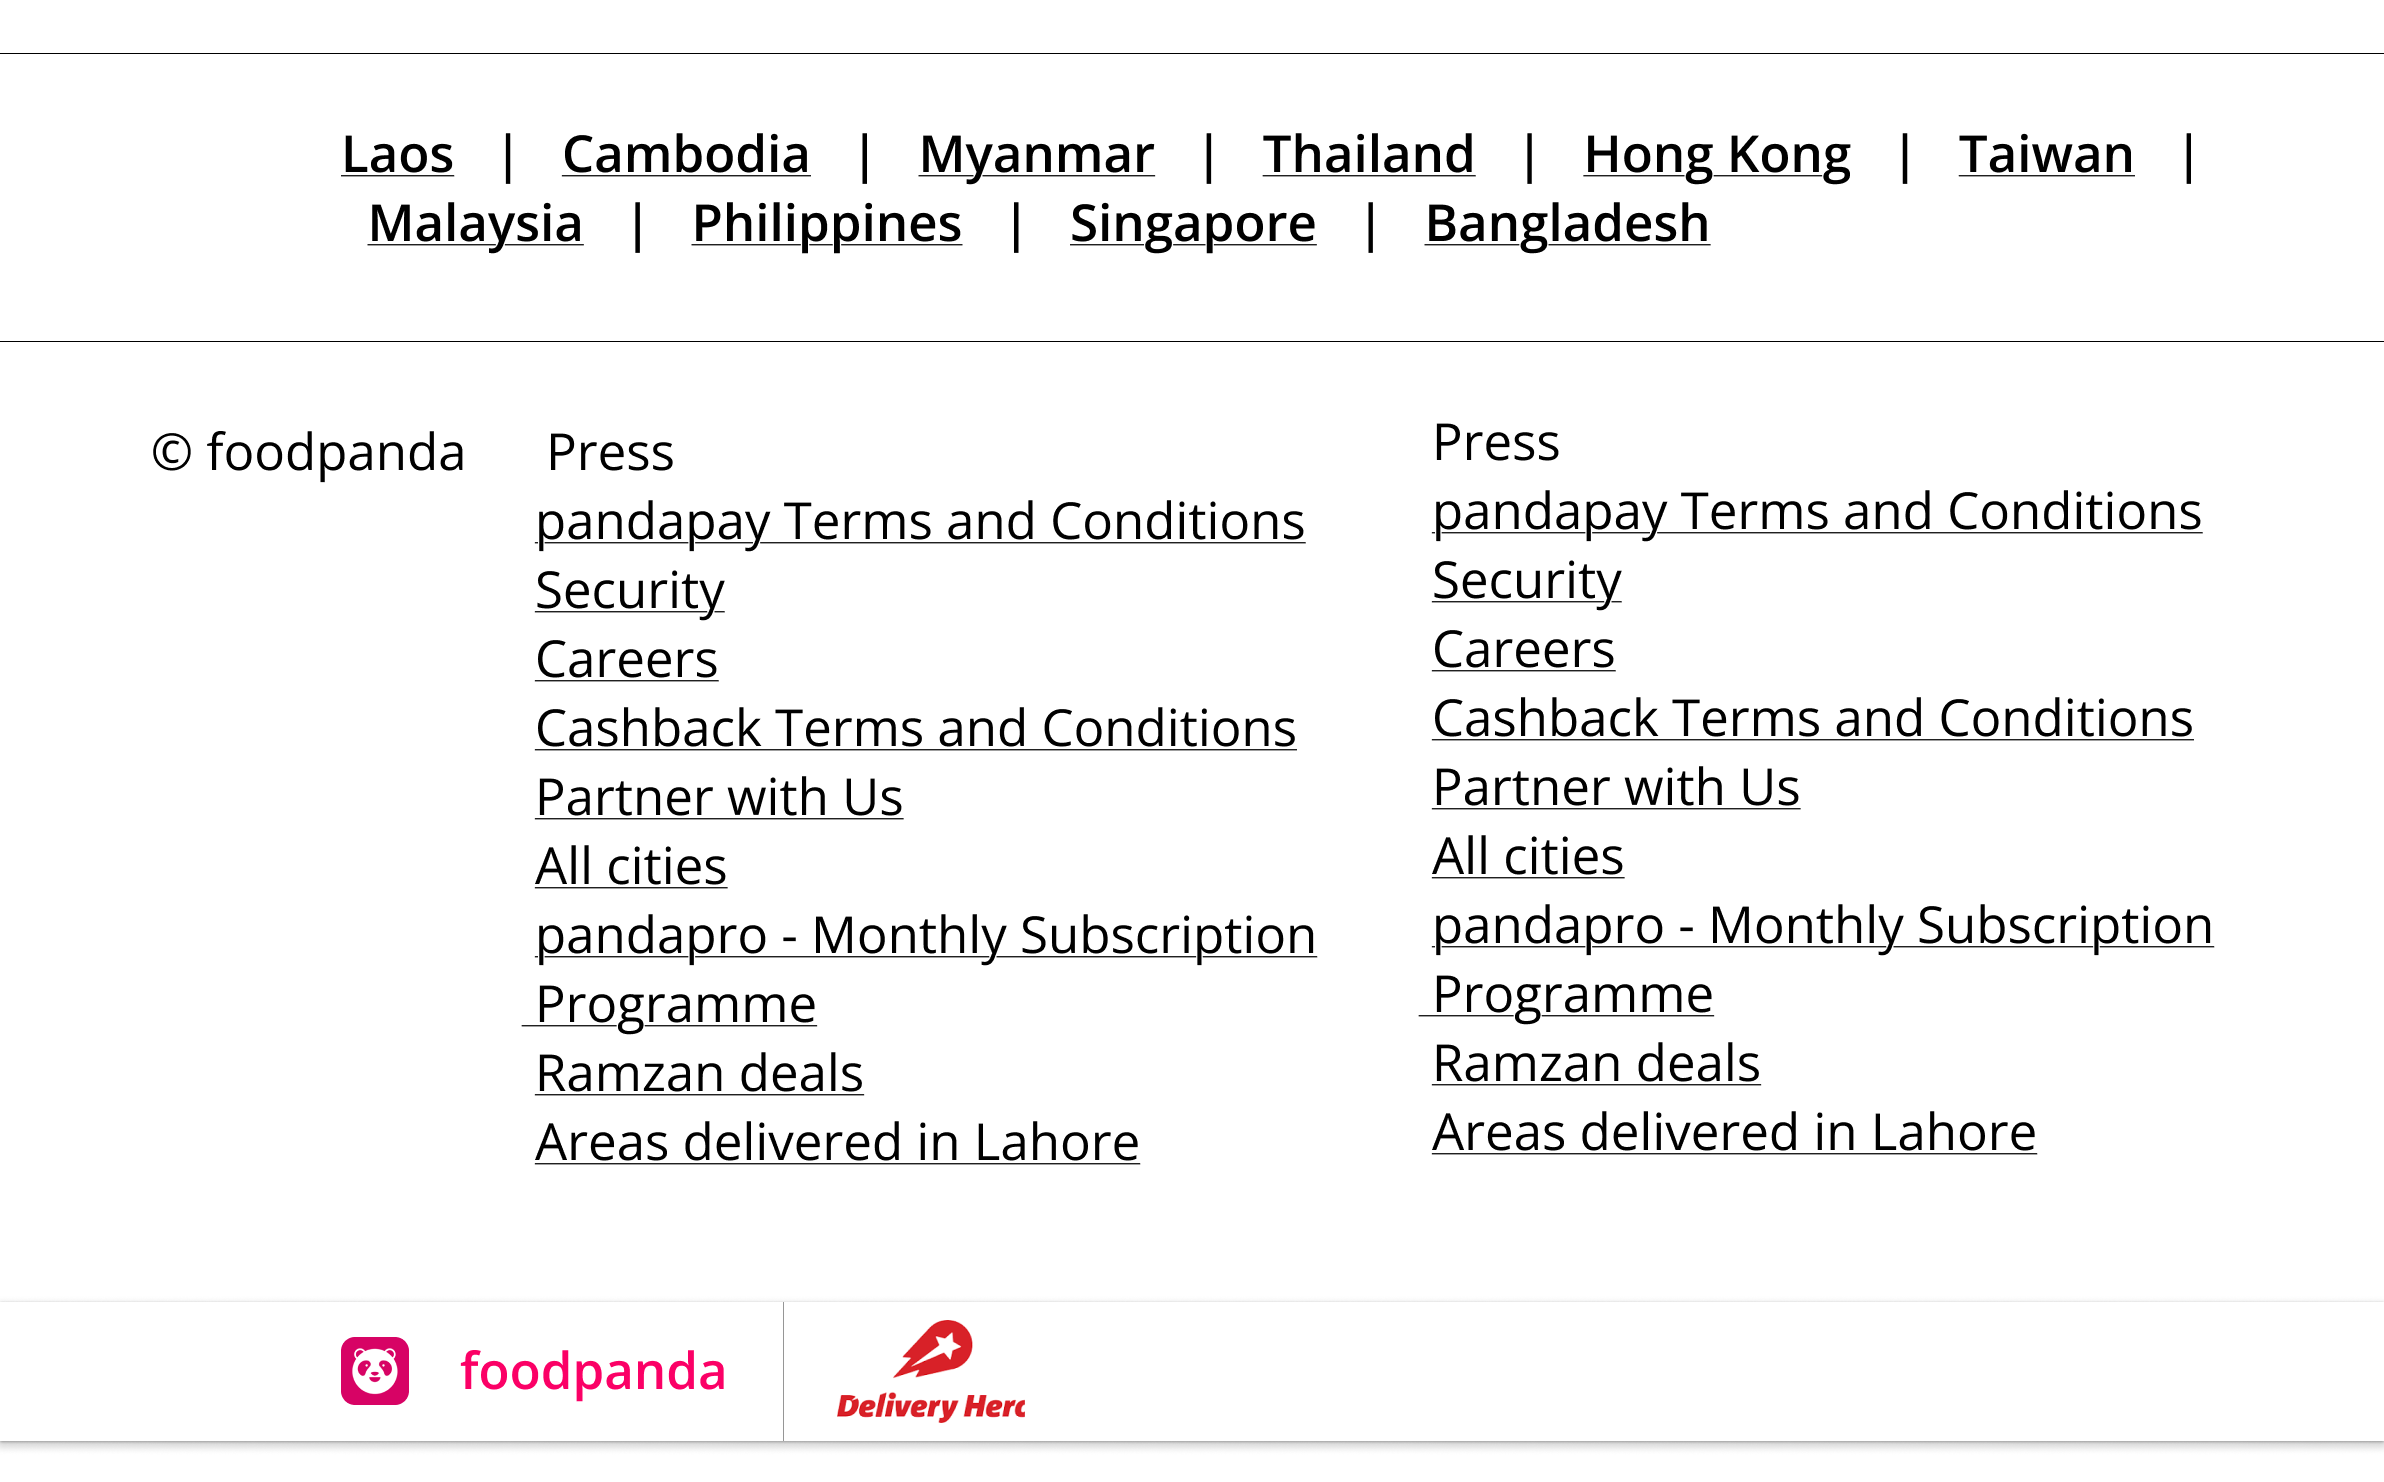 Laos | Cambodia | Myanmar | Thailand | Hong Kong | Taiwan |
Malaysia | Philippines | Singapore | Bangladesh
© foodpanda
Press
pandapay Terms and Conditions
Security
Careers
Cashback Terms and Conditions
Partner with Us
All cities
pandapro - Monthly Subscription
Programme
Ramzan deals
Areas delivered in Lahore
Press
pandapay Terms and Conditions
Security
Careers
Cashback Terms and Conditions
Partner with Us
All cities
pandapro - Monthly Subscription
Programme
Ramzan deals
Areas delivered in Lahore
foodpanda
Delivery Hero